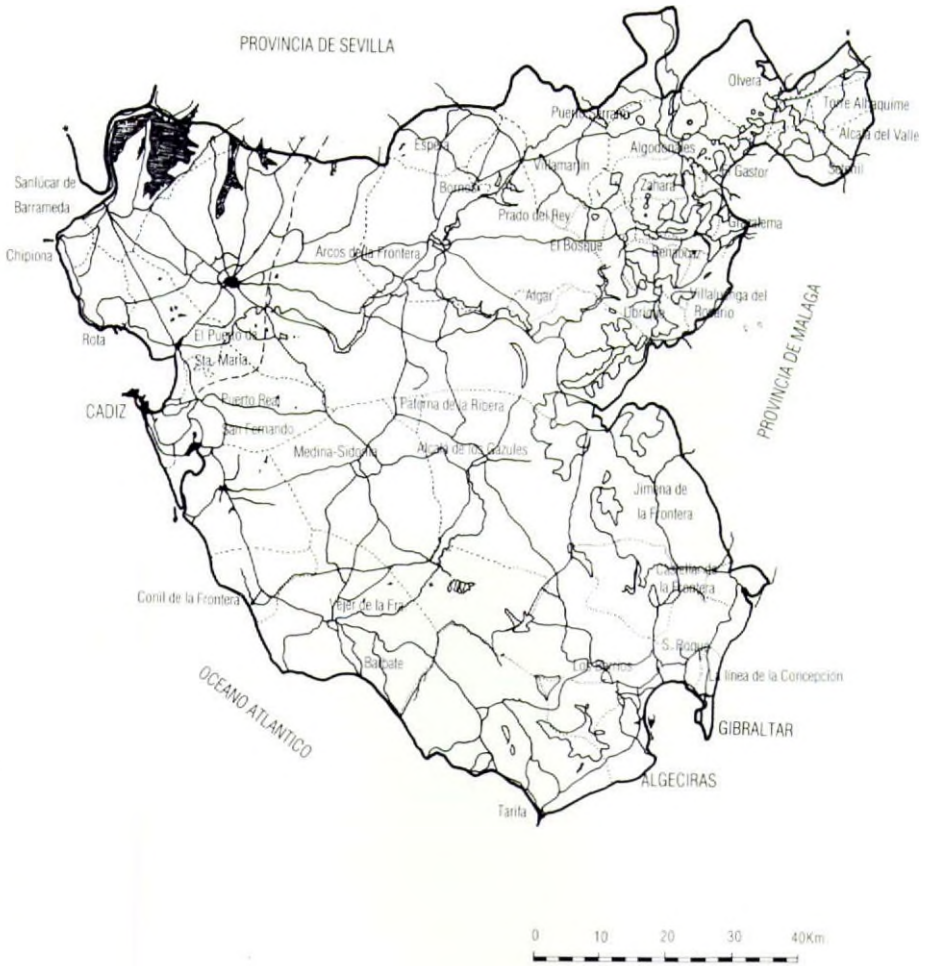 PROVINCIA DE SEVILLA
Olvera
Torre Alhaquime
Puerto Serrano
Alcalá del Valle
Espera
Algodonales
Villamartín
Setenil
El Gastor
Bornos
Zahara
Sanlúcar de
Barrameda
Prado del Rey
Grazalema
Chipiona
Arcos de la Frontera
El Bosque
Benaocaz
Algar
Villaluenga del
Rosario
Ubrique
Rota
El Puerto de
Sta. María
PROVINCIA DE MALAGA
CADIZ
Puerto Real
Paterna de la Ribera
San Fernando
Medina-Sidonia
Alcalá de los Gazules
Jimena de
la Frontera
Castellar de
la Frontera
Conil de la Frontera
Vejer de la Fra.
S. Roque
Barbate
Los Barrios
La línea de la Concepción
OCEANO ATLANTICO
GIBRALTAR
ALGECIRAS
Tarifa
0 10 20 30 40Km